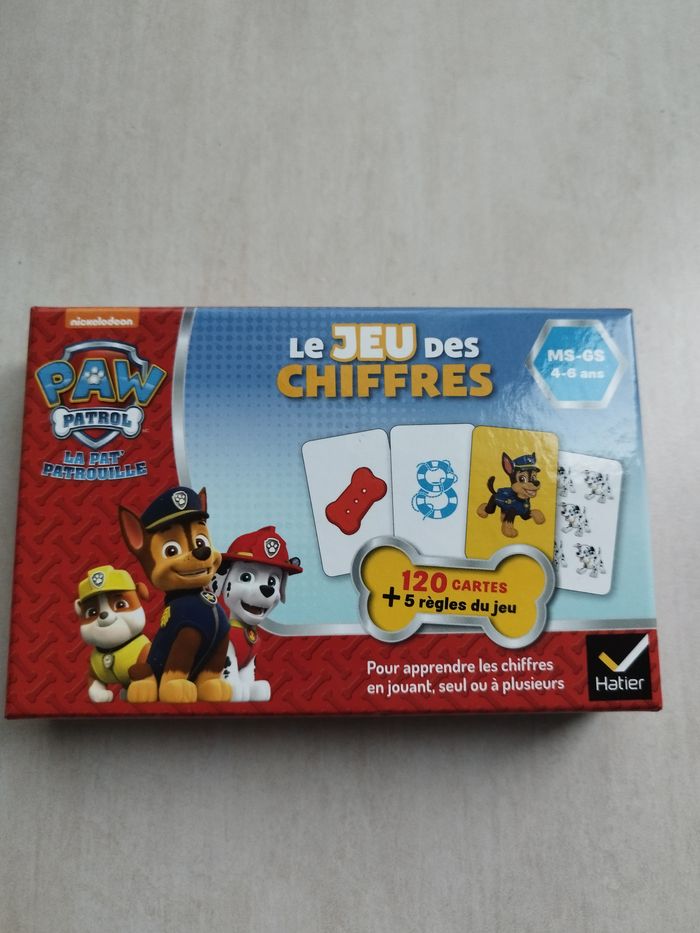 nickelodeon
PAW
PATROL
LA PAT'
PATROUILLE
Le JEU Des
CHIFFRES
MS-GS
4-6 ans
8
120 CARTES
+ 5 règles du jeu
Pour apprendre les chiffres
en jouant, seul ou à plusieurs
Hatier